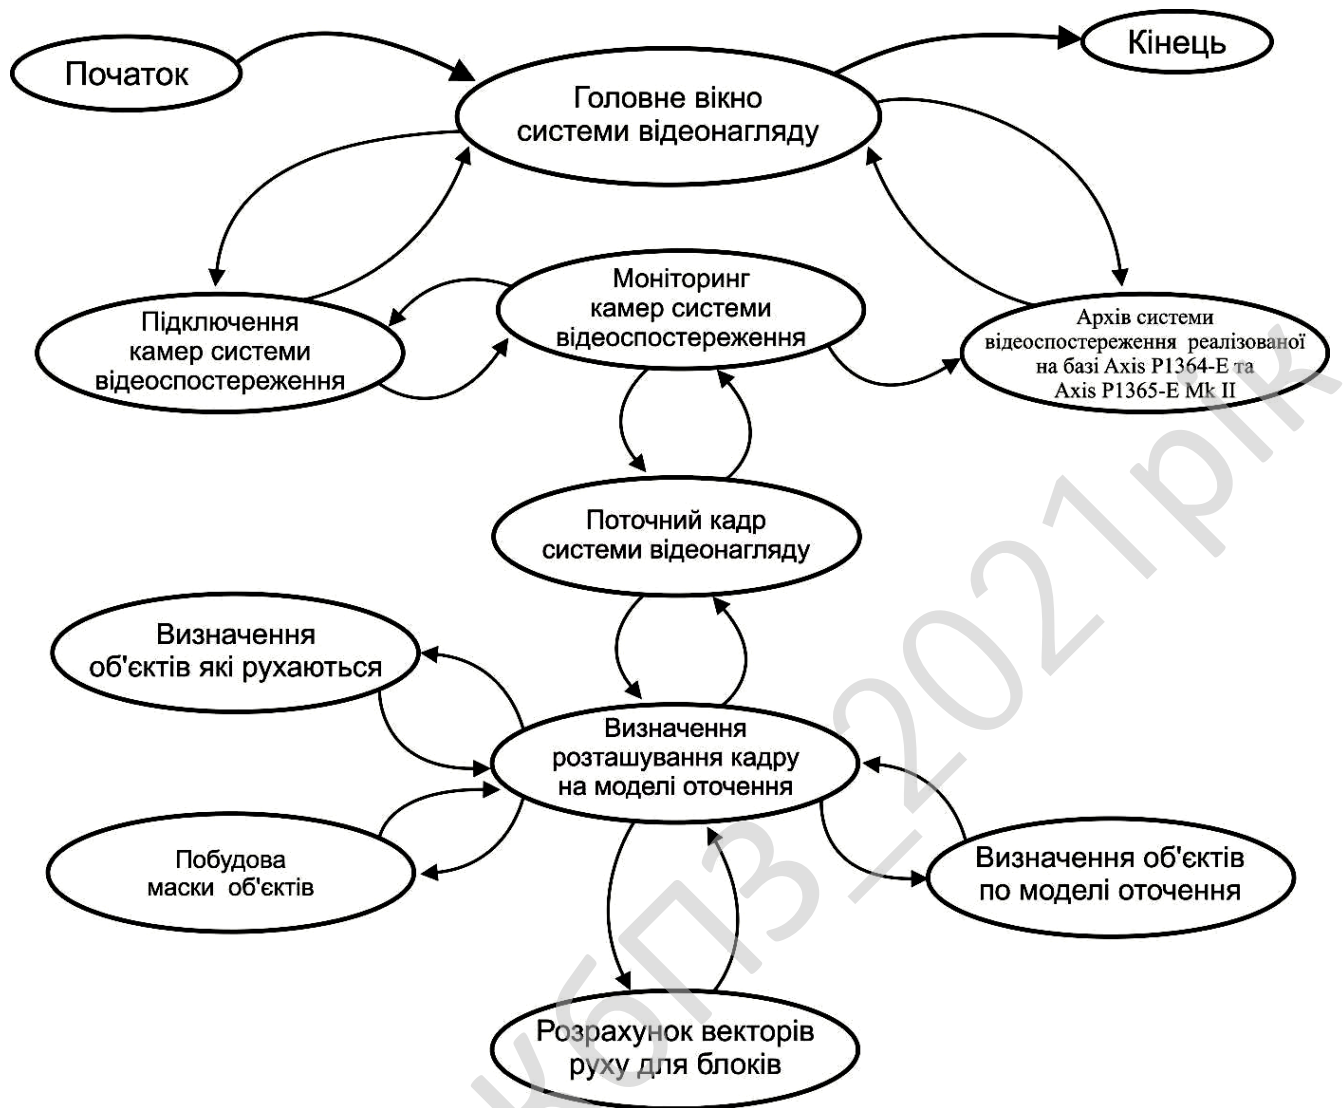 Початок
Кінець
Головне вікно
системи відеонагляду
Підключення
камер системи
відеоспостереження
Моніторинг
камер системи
відеоспостереження
Архів системи
відеоспостереження реалізованої
на базі Axis P1364-E та
Axis P1365-E Mk II
Поточний кадр
системи відеонагляду
Визначення
об'єктів які рухаються
Визначення
розташування кадру
на моделі оточення
Побудова
маски об'єктів
Визначення об'єктів
по моделі оточення
Розрахунок векторів
руху для блоків
кбПЗ_2021рік